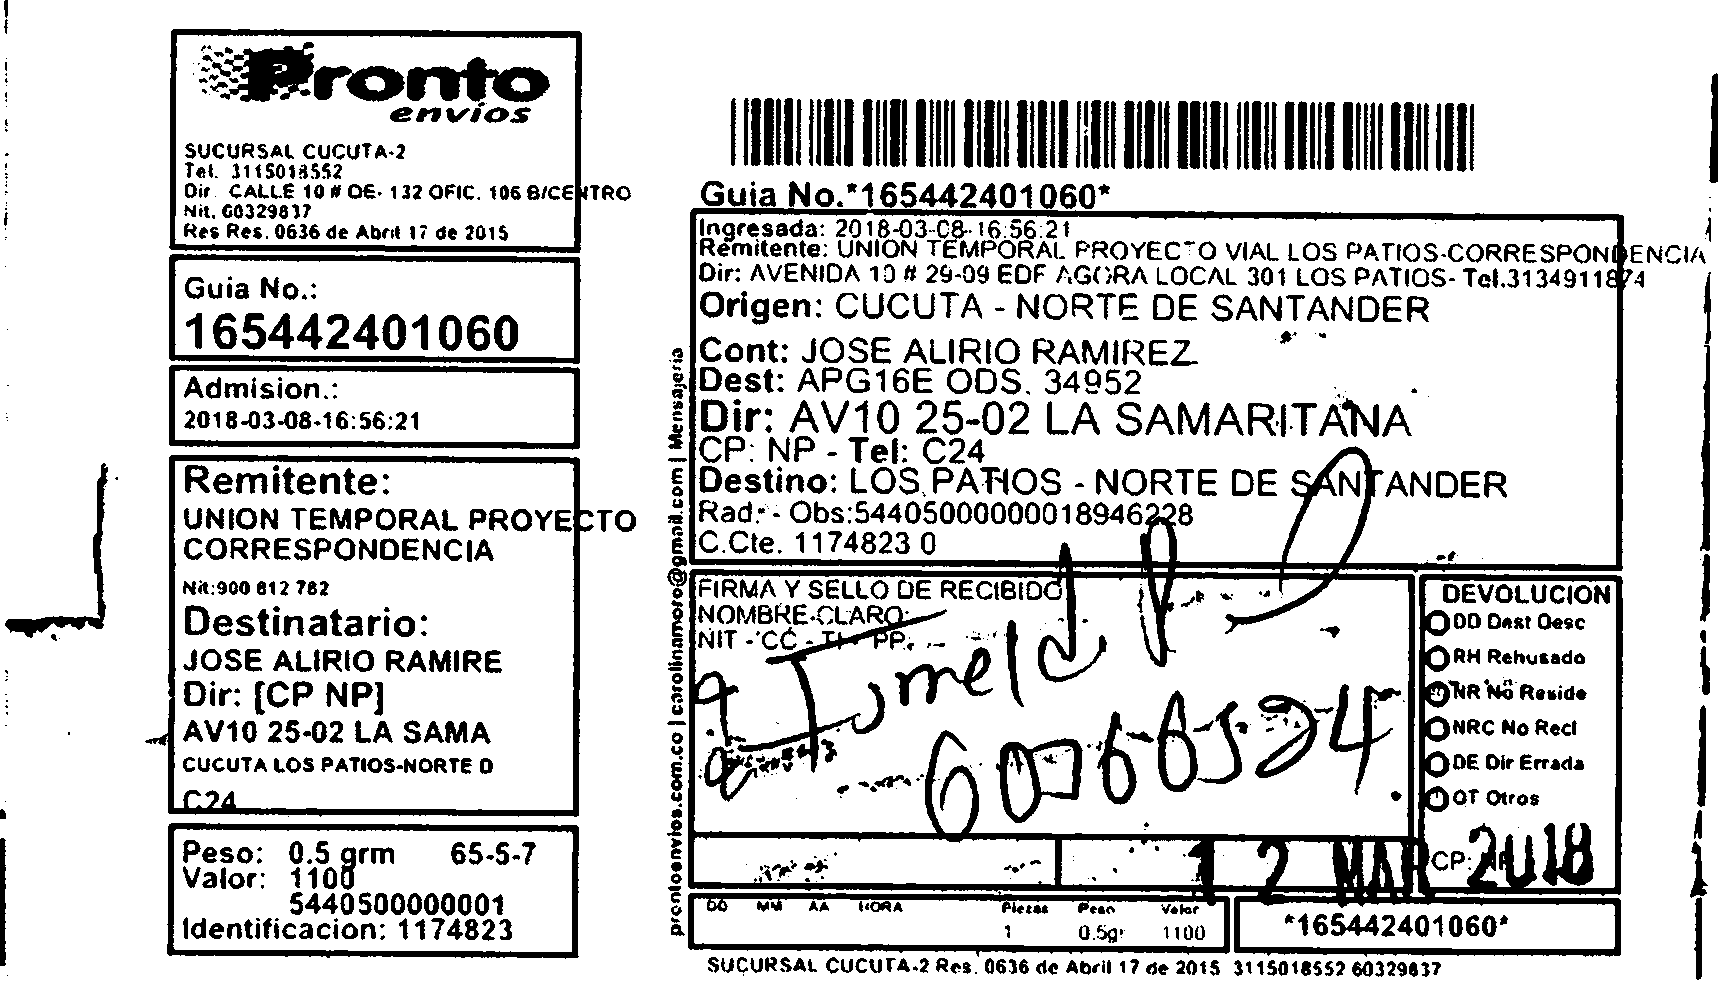 Pronto
envíos
SUCURSAL CUCUTA-2
Tel. 3115018552
Dir. CALLE 10 # OE- 132 OFIC. 106 B/CENTRO
Nit. 60329837
Res Res. 0636 de Abril 17 de 2015
Guia No.:
165442401060
Admision.:
2018-03-08-16:56:21
Remitente:
UNION TEMPORAL PROYECTO
CORRESPONDENCIA
Nit:900 812 782
Destinatario:
JOSE ALIRIO RAMIRE
Dir: [CP NP]
AV10 25-02 LA SAMA
CUCUTA LOS PATIOS-NORTE D
C24
Peso: 0.5 grm 65-5-7
Valor: 1100
5440500000001
Identificacion: 1174823
Guia No.*165442401060*
Ingresada: 2018-03-08-16:56:21
Remitente: UNION TEMPORAL PROYECTO VIAL LOS PATIOS-CORRESPONDENCIA
Dir: AVENIDA 10 # 29-09 EDF AGORA LOCAL 301 LOS PATIOS- Tel.3134911874
Origen: CUCUTA - NORTE DE SANTANDER
Cont: JOSE ALIRIO RAMIREZ
Dest: APG16E ODS. 34952
Dir: AV10 25-02 LA SAMARITANA
CP: NP - Tel: C24
Destino: LOS PATIOS - NORTE DE SANTANDER
Rad: - Obs:54405000000018946228
C.Cte. 1174823 0
prontoenvios.com.co | carolinamoro@gmail.com | Mensajeria
FIRMA Y SELLO DE RECIBIDO
NOMBRE CLARO:
NIT - CC - TI - PP:
Imelda
60366524
DEVOLUCION
DD Dest Desc
RH Rehusado
NR No Reside
NRC No Recl
DE Dir Errada
OT Otros
CP: NP
12 MAR 2018
DD MM AA HORA Piezas Peso Valor
1 0.5gr 1100
*165442401060*
SUCURSAL CUCUTA-2 Res. 0636 de Abril 17 de 2015 3115018552 60329837